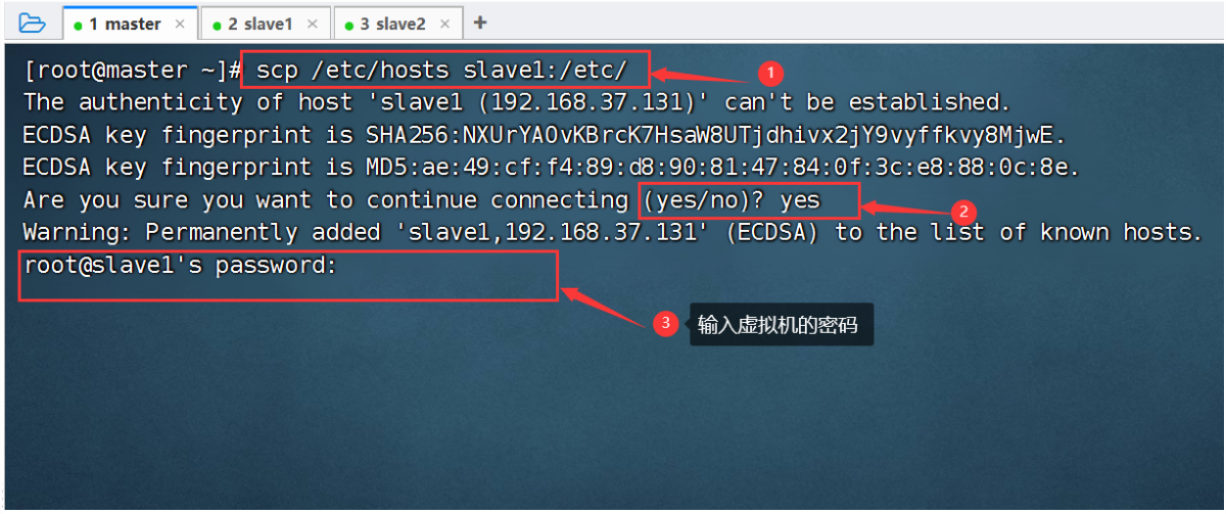 1 master × 2 slave1 × 3 slave2 × +
[root@master ~]# scp /etc/hosts slave1:/etc/
1
The authenticity of host 'slave1 (192.168.37.131)' can't be established.
ECDSA key fingerprint is SHA256:NXUrYAOvKBrcK7HsaW8UTjdhivx2jY9vyffkvy8MjwE.
ECDSA key fingerprint is MD5:ae:49:cf:f4:89:d8:90:81:47:84:0f:3c:e8:88:0c:8e.
Are you sure you want to continue connecting (yes/no)? yes
2
Warning: Permanently added 'slave1,192.168.37.131' (ECDSA) to the list of known hosts.
root@slave1's password:
3 输入虚拟机的密码